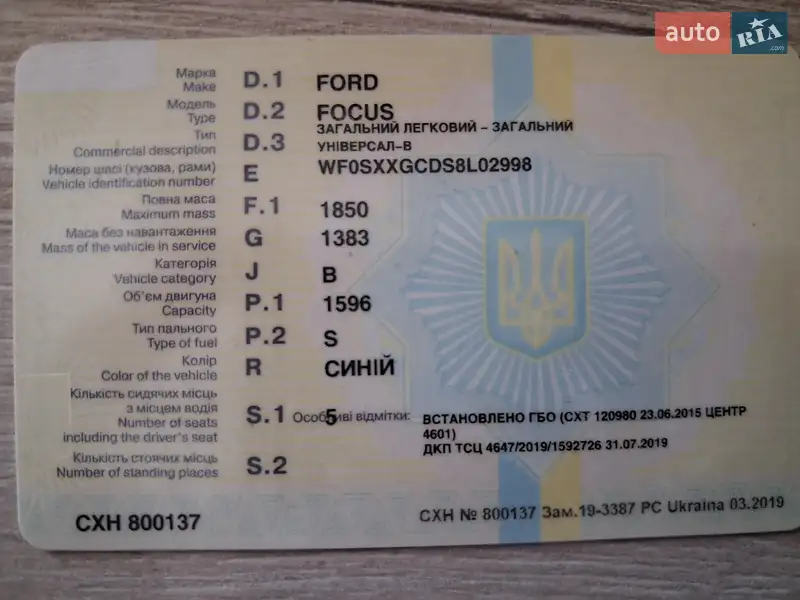 auto RIA .com
Марка D.1 FORD
Make
Модель D.2 FOCUS
Type
ЗАГАЛЬНИЙ ЛЕГКОВИЙ – ЗАГАЛЬНИЙ
Тип D.3 УНІВЕРСАЛ-В
Commercial description
Номер шасі (кузова, рами) E WF0SXXGCDS8L02998
Vehicle identification number
Повна маса F.1 1850
Maximum mass
Маса без навантаження G 1383
Mass of the vehicle in service
Категорія J B
Vehicle category
Об'єм двигуна P.1 1596
Capacity
Тип пального P.2 S
Type of fuel
Колір R СИНІЙ
Color of the vehicle
Кількість сидячих місць
з місцем водія S.1 5 Особливі відмітки: ВСТАНОВЛЕНО ГБО (СХТ 120980 23.06.2015 ЦЕНТР
Number of seats 4601)
including the driver's seat ДКП ТСЦ 4647/2019/1592726 31.07.2019
Кількість стоячих місць S.2
Number of standing places
СХН 800137 СХН № 800137 Зам.19-3387 PC Ukraina 03.2019